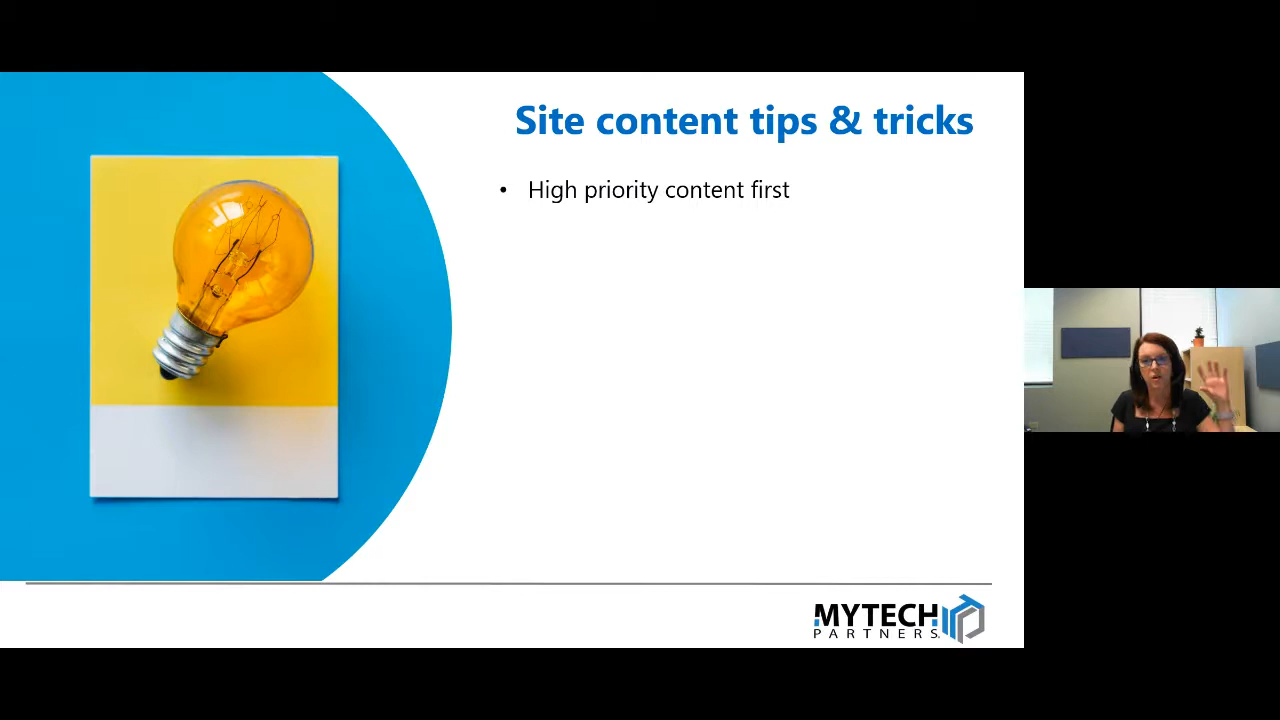 Site content tips & tricks
• High priority content first
MYTECH
PARTNERS